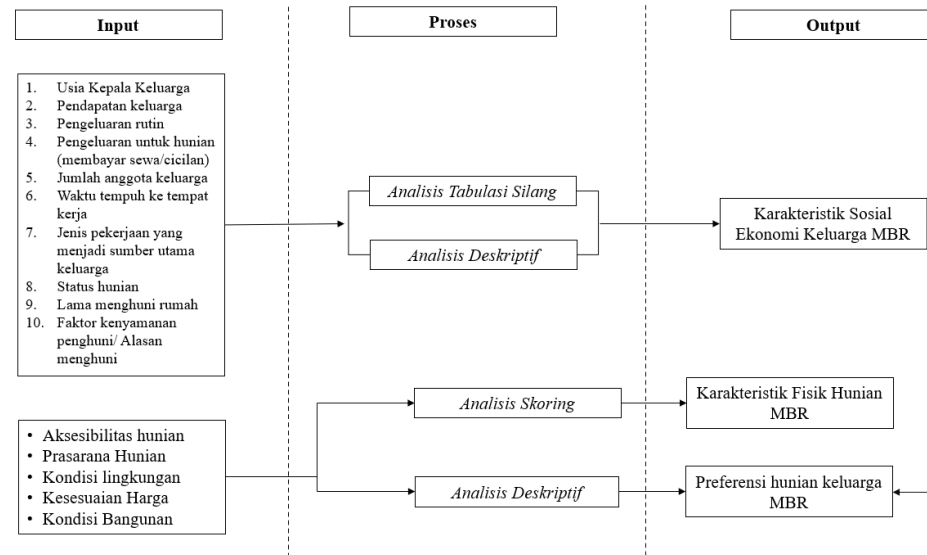 Input
Proses
Output
1. Usia Kepala Keluarga
2. Pendapatan keluarga
3. Pengeluaran rutin
4. Pengeluaran untuk hunian
(membayar sewa/cicilan)
5. Jumlah anggota keluarga
6. Waktu tempuh ke tempat
kerja
7. Jenis pekerjaan yang
menjadi sumber utama
keluarga
8. Status hunian
9. Lama menghuni rumah
10. Faktor kenyamanan
penghuni/ Alasan
menghuni
Analisis Tabulasi Silang
Analisis Deskriptif
Karakteristik Sosial
Ekonomi Keluarga MBR
• Aksesibilitas hunian
• Prasarana Hunian
• Kondisi lingkungan
• Kesesuaian Harga
• Kondisi Bangunan
Analisis Skoring
Karakteristik Fisik Hunian
MBR
Analisis Deskriptif
Preferensi hunian keluarga
MBR